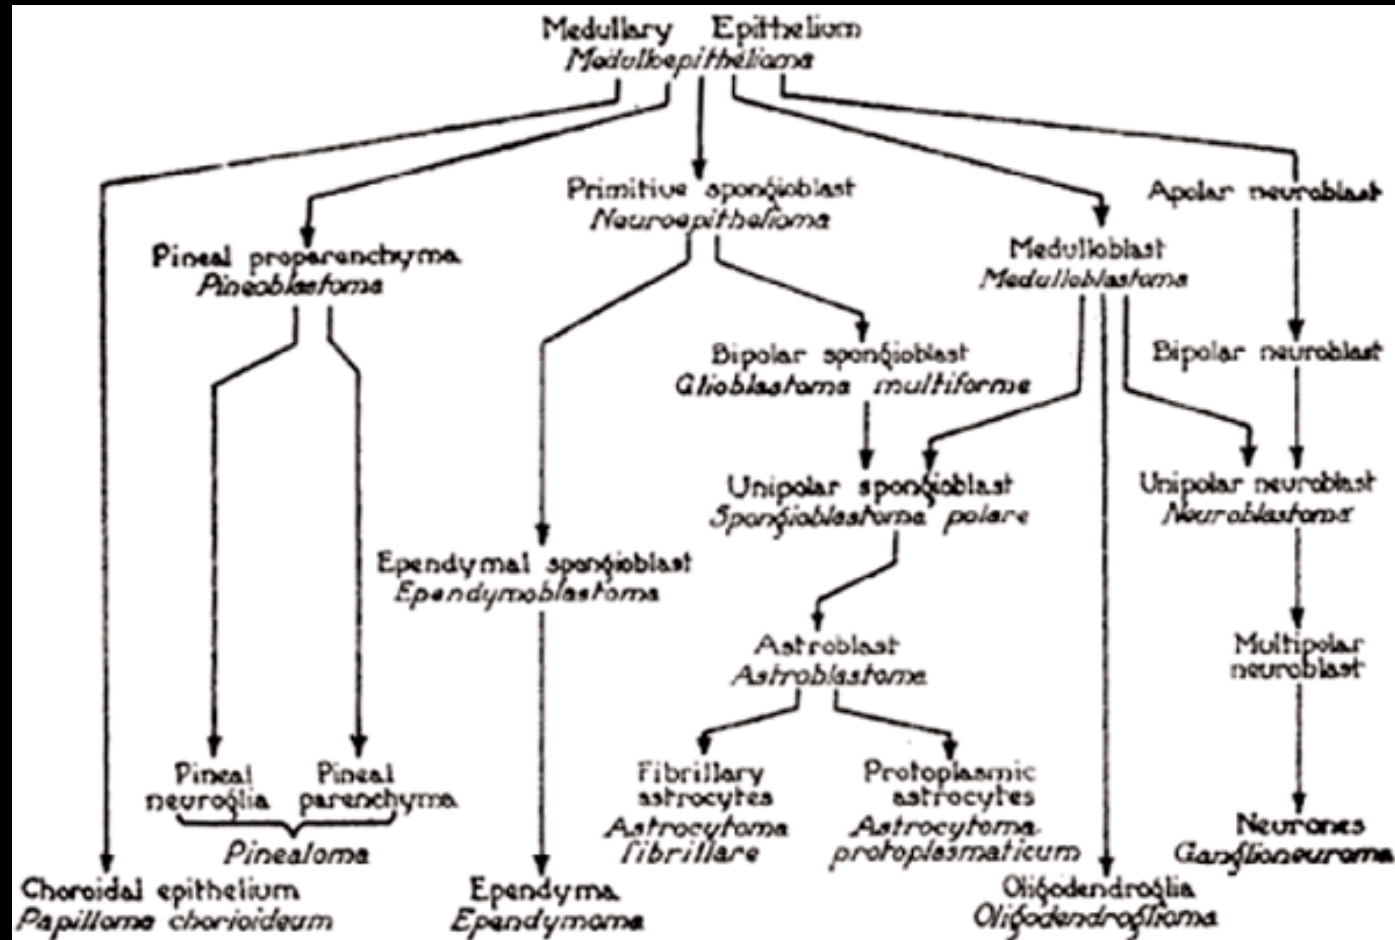 Medullary Epithelium
Medulloepithelioma
Primitive spongioblast
Neuroepithelioma
Apolar neuroblast
Pineal proparenchyma
Pineoblastoma
Medulloblast
Medulloblastoma
Bipolar spongioblast
Glioblastoma multiforme
Bipolar neuroblast
Unipolar spongioblast
Spongioblastoma polare
Unipolar neuroblast
Neuroblastoma
Ependymal spongioblast
Ependymoblastoma
Astroblast
Astroblastoma
Multipolar
neuroblast
Pineal
neuroglia
Pineal
parenchyma
Pinealoma
Fibrillary
astrocytes
Astrocytoma
fibrillare
Protoplasmic
astrocytes
Astrocytoma
protoplasmaticum
Neurones
Ganglioneuroma
Choroidal epithelium
Papilloma chorioideum
Ependyma
Ependymoma
Oligodendroglia
Oligodendroglioma